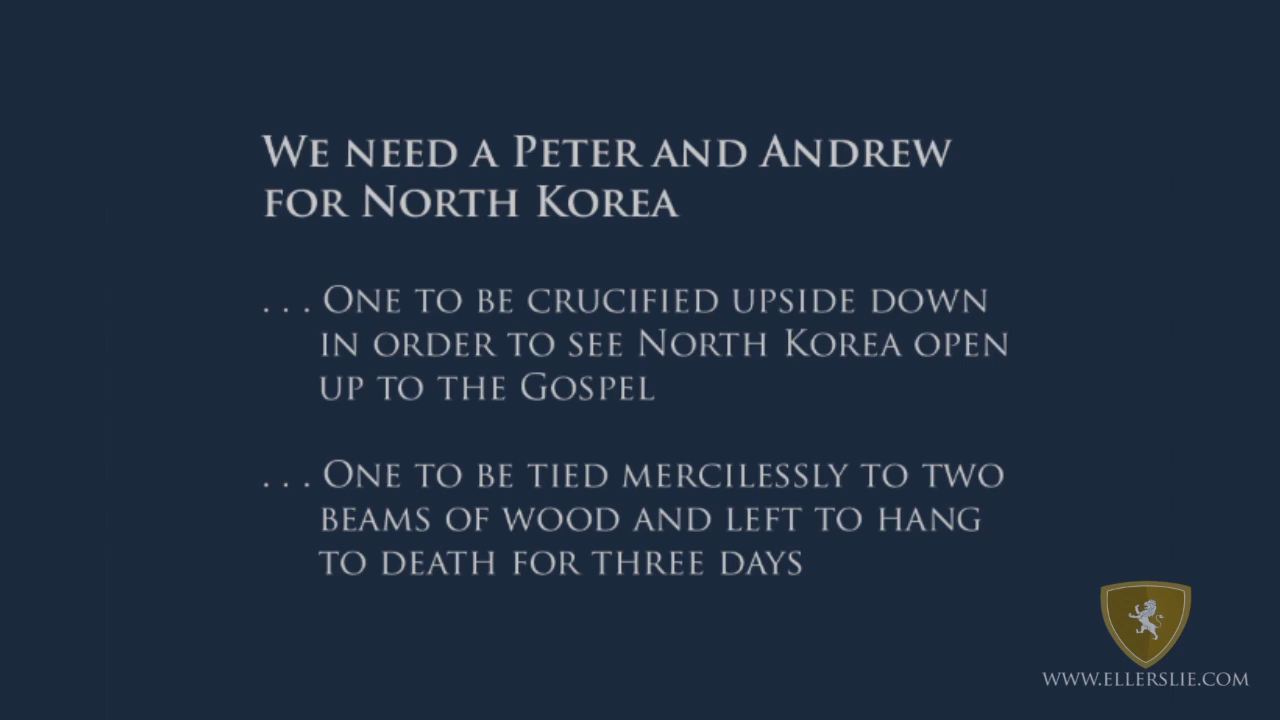 We need a Peter and Andrew
for North Korea
. . . One to be crucified upside down
in order to see North Korea open
up to the Gospel
. . . One to be tied mercilessly to two
beams of wood and left to hang
to death for three days
www.ellerslie.com